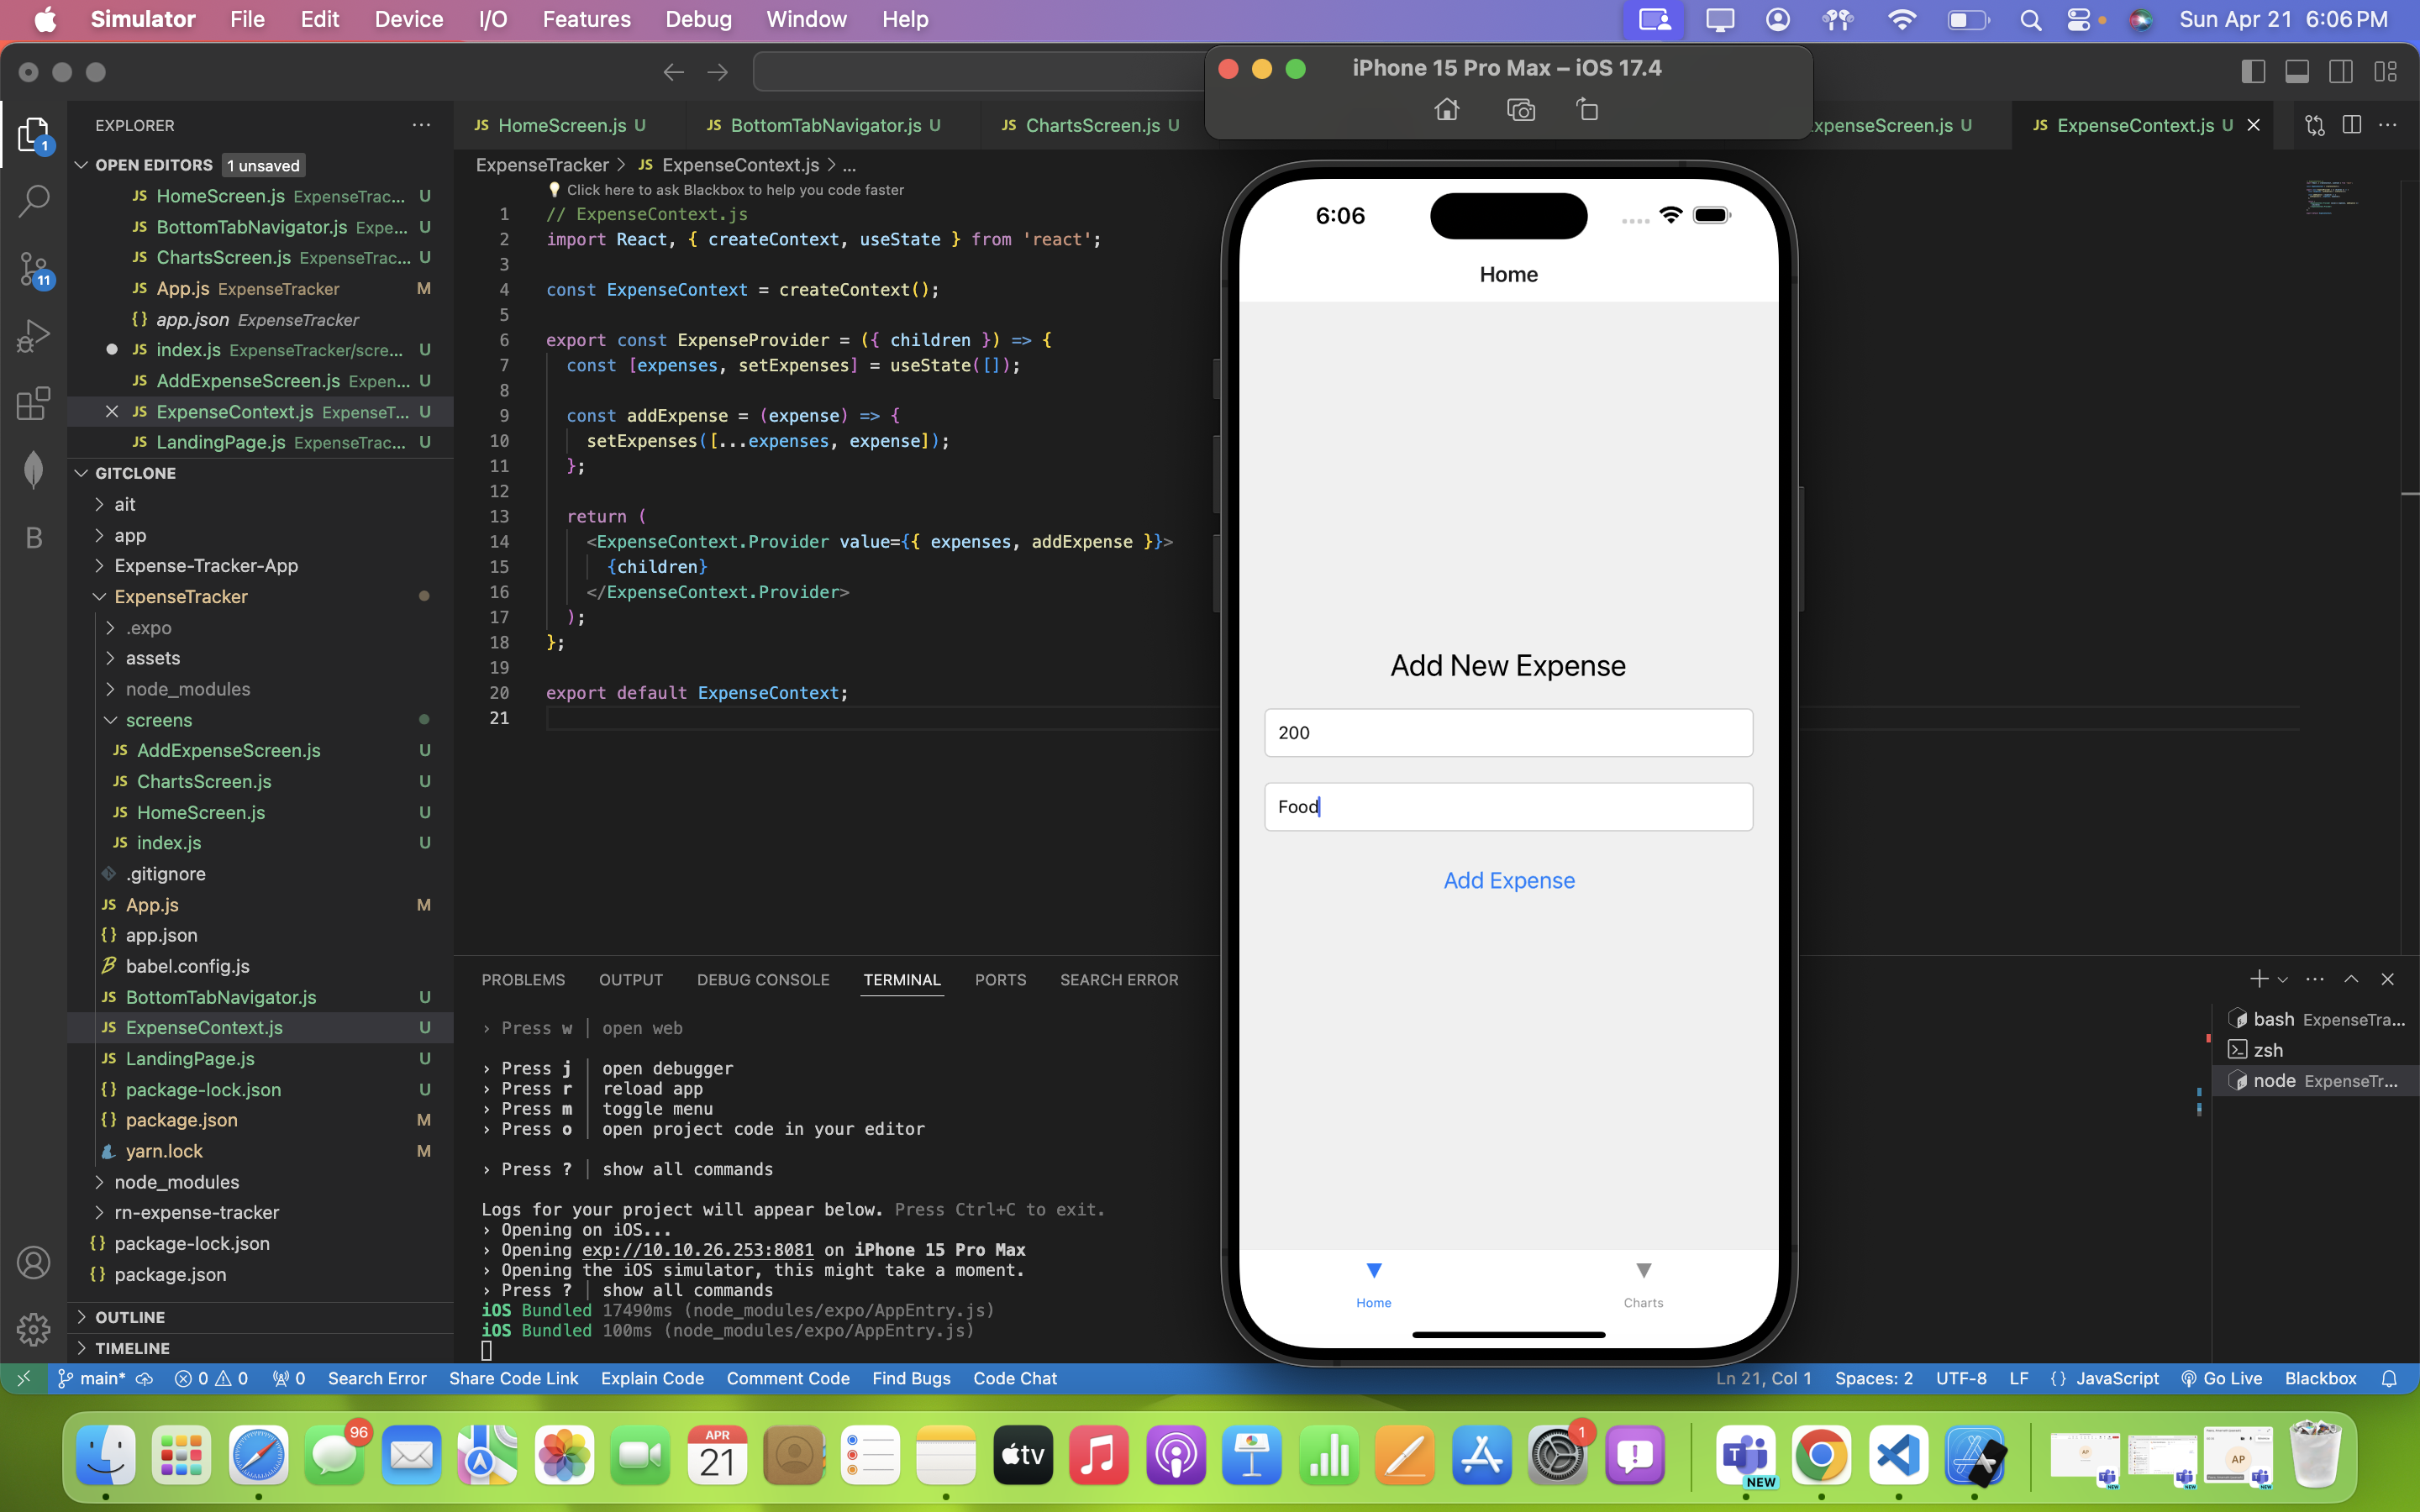 Simulator File Edit Device I/O Features Debug Window Help
Sun Apr 21 6:06 PM
iPhone 15 Pro Max – iOS 17.4
EXPLORER
OPEN EDITORS 1 unsaved
JS HomeScreen.js ExpenseTrac... U
JS BottomTabNavigator.js Expe... U
JS ChartsScreen.js ExpenseTrac... U
JS App.js ExpenseTracker M
{} app.json ExpenseTracker
JS index.js ExpenseTracker/scre... U
JS AddExpenseScreen.js Expen... U
JS ExpenseContext.js ExpenseT... U
JS LandingPage.js ExpenseTrac... U
GITCLONE
ait
app
Expense-Tracker-App
ExpenseTracker
.expo
assets
node_modules
screens
JS AddExpenseScreen.js U
JS ChartsScreen.js U
JS HomeScreen.js U
JS index.js U
.gitignore
JS App.js M
{} app.json
babel.config.js
JS BottomTabNavigator.js U
JS ExpenseContext.js U
JS LandingPage.js U
{} package-lock.json U
{} package.json M
yarn.lock M
node_modules
rn-expense-tracker
{} package-lock.json
{} package.json
OUTLINE
TIMELINE
1
11
B
JS HomeScreen.js U
JS BottomTabNavigator.js U
JS ChartsScreen.js U
xpenseScreen.js U
JS ExpenseContext.js U
ExpenseTracker > JS ExpenseContext.js > ...
Click here to ask Blackbox to help you code faster
1 // ExpenseContext.js
2 import React, { createContext, useState } from 'react';
3
4 const ExpenseContext = createContext();
5
6 export const ExpenseProvider = ({ children }) => {
7 const [expenses, setExpenses] = useState([]);
8
9 const addExpense = (expense) => {
10 setExpenses([...expenses, expense]);
11 };
12
13 return (
14 <ExpenseContext.Provider value={{ expenses, addExpense }}>
15 {children}
16 </ExpenseContext.Provider>
17 );
18 };
19
20 export default ExpenseContext;
21
6:06
Home
Add New Expense
200
Food
Add Expense
Home
Charts
PROBLEMS OUTPUT DEBUG CONSOLE TERMINAL PORTS SEARCH ERROR
› Press w │ open web
› Press j │ open debugger
› Press r │ reload app
› Press m │ toggle menu
› Press o │ open project code in your editor
› Press ? │ show all commands
Logs for your project will appear below. Press Ctrl+C to exit.
› Opening on iOS...
› Opening exp://10.10.26.253:8081 on iPhone 15 Pro Max
› Opening the iOS simulator, this might take a moment.
› Press ? │ show all commands
iOS Bundled 17490ms (node_modules/expo/AppEntry.js)
iOS Bundled 100ms (node_modules/expo/AppEntry.js)
bash ExpenseTra...
zsh
node ExpenseTr...
main* 0 0 0 Search Error Share Code Link Explain Code Comment Code Find Bugs Code Chat
Ln 21, Col 1 Spaces: 2 UTF-8 LF {} JavaScript Go Live Blackbox
96
APR
21
tv
1
T
NEW
AP
AP